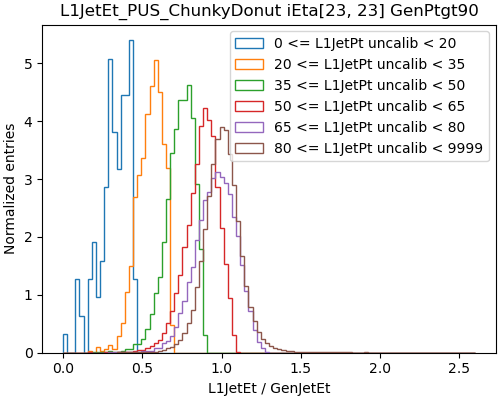 L1JetEt_PUS_ChunkyDonut iEta[23, 23] GenPtgt90
0 <= L1JetPt uncalib < 20
20 <= L1JetPt uncalib < 35
35 <= L1JetPt uncalib < 50
50 <= L1JetPt uncalib < 65
65 <= L1JetPt uncalib < 80
80 <= L1JetPt uncalib < 9999
Normalized entries
5
4
3
2
1
0
0.0 0.5 1.0 1.5 2.0 2.5
L1JetEt / GenJetEt